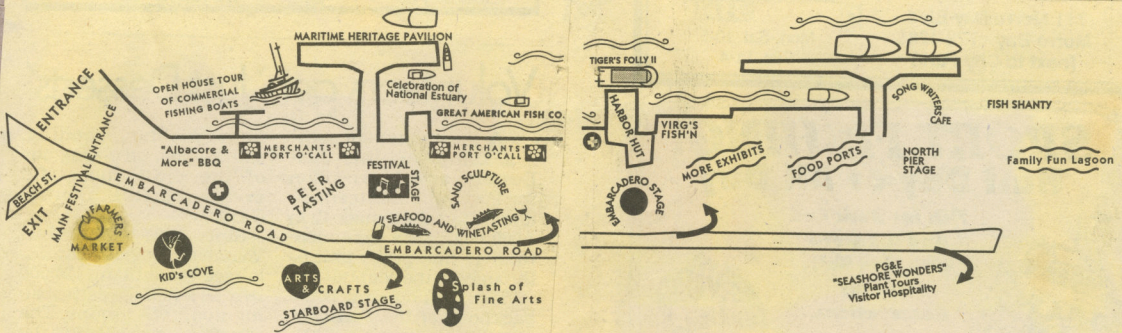 MARITIME HERITAGE PAVILION
ENTRANCE
OPEN HOUSE TOUR
OF COMMERCIAL
FISHING BOATS
Celebration of
National Estuary
GREAT AMERICAN FISH CO.
"Albacore &
More" BBQ
MERCHANTS'
PORT O'CALL
MERCHANTS'
PORT O'CALL
BEACH ST.
EXIT
MAIN FESTIVAL ENTRANCE
EMBARCADERO ROAD
BEER
TASTING
FESTIVAL
STAGE
SAND SCULPTURE
SEAFOOD AND WINETASTING
EMBARCADERO ROAD
FARMERS
MARKET
KID'S COVE
ARTS
& CRAFTS
STARBOARD STAGE
Splash of
Fine Arts
TIGER'S FOLLY II
HARBOR HUT
VIRG'S
FISH'N
SONG WRITERS
CAFE
FISH SHANTY
MORE EXHIBITS
FOOD PORTS
NORTH
PIER
STAGE
Family Fun Lagoon
EMBARCADERO STAGE
PG&E
"SEASHORE WONDERS"
Plant Tours
Visitor Hospitality